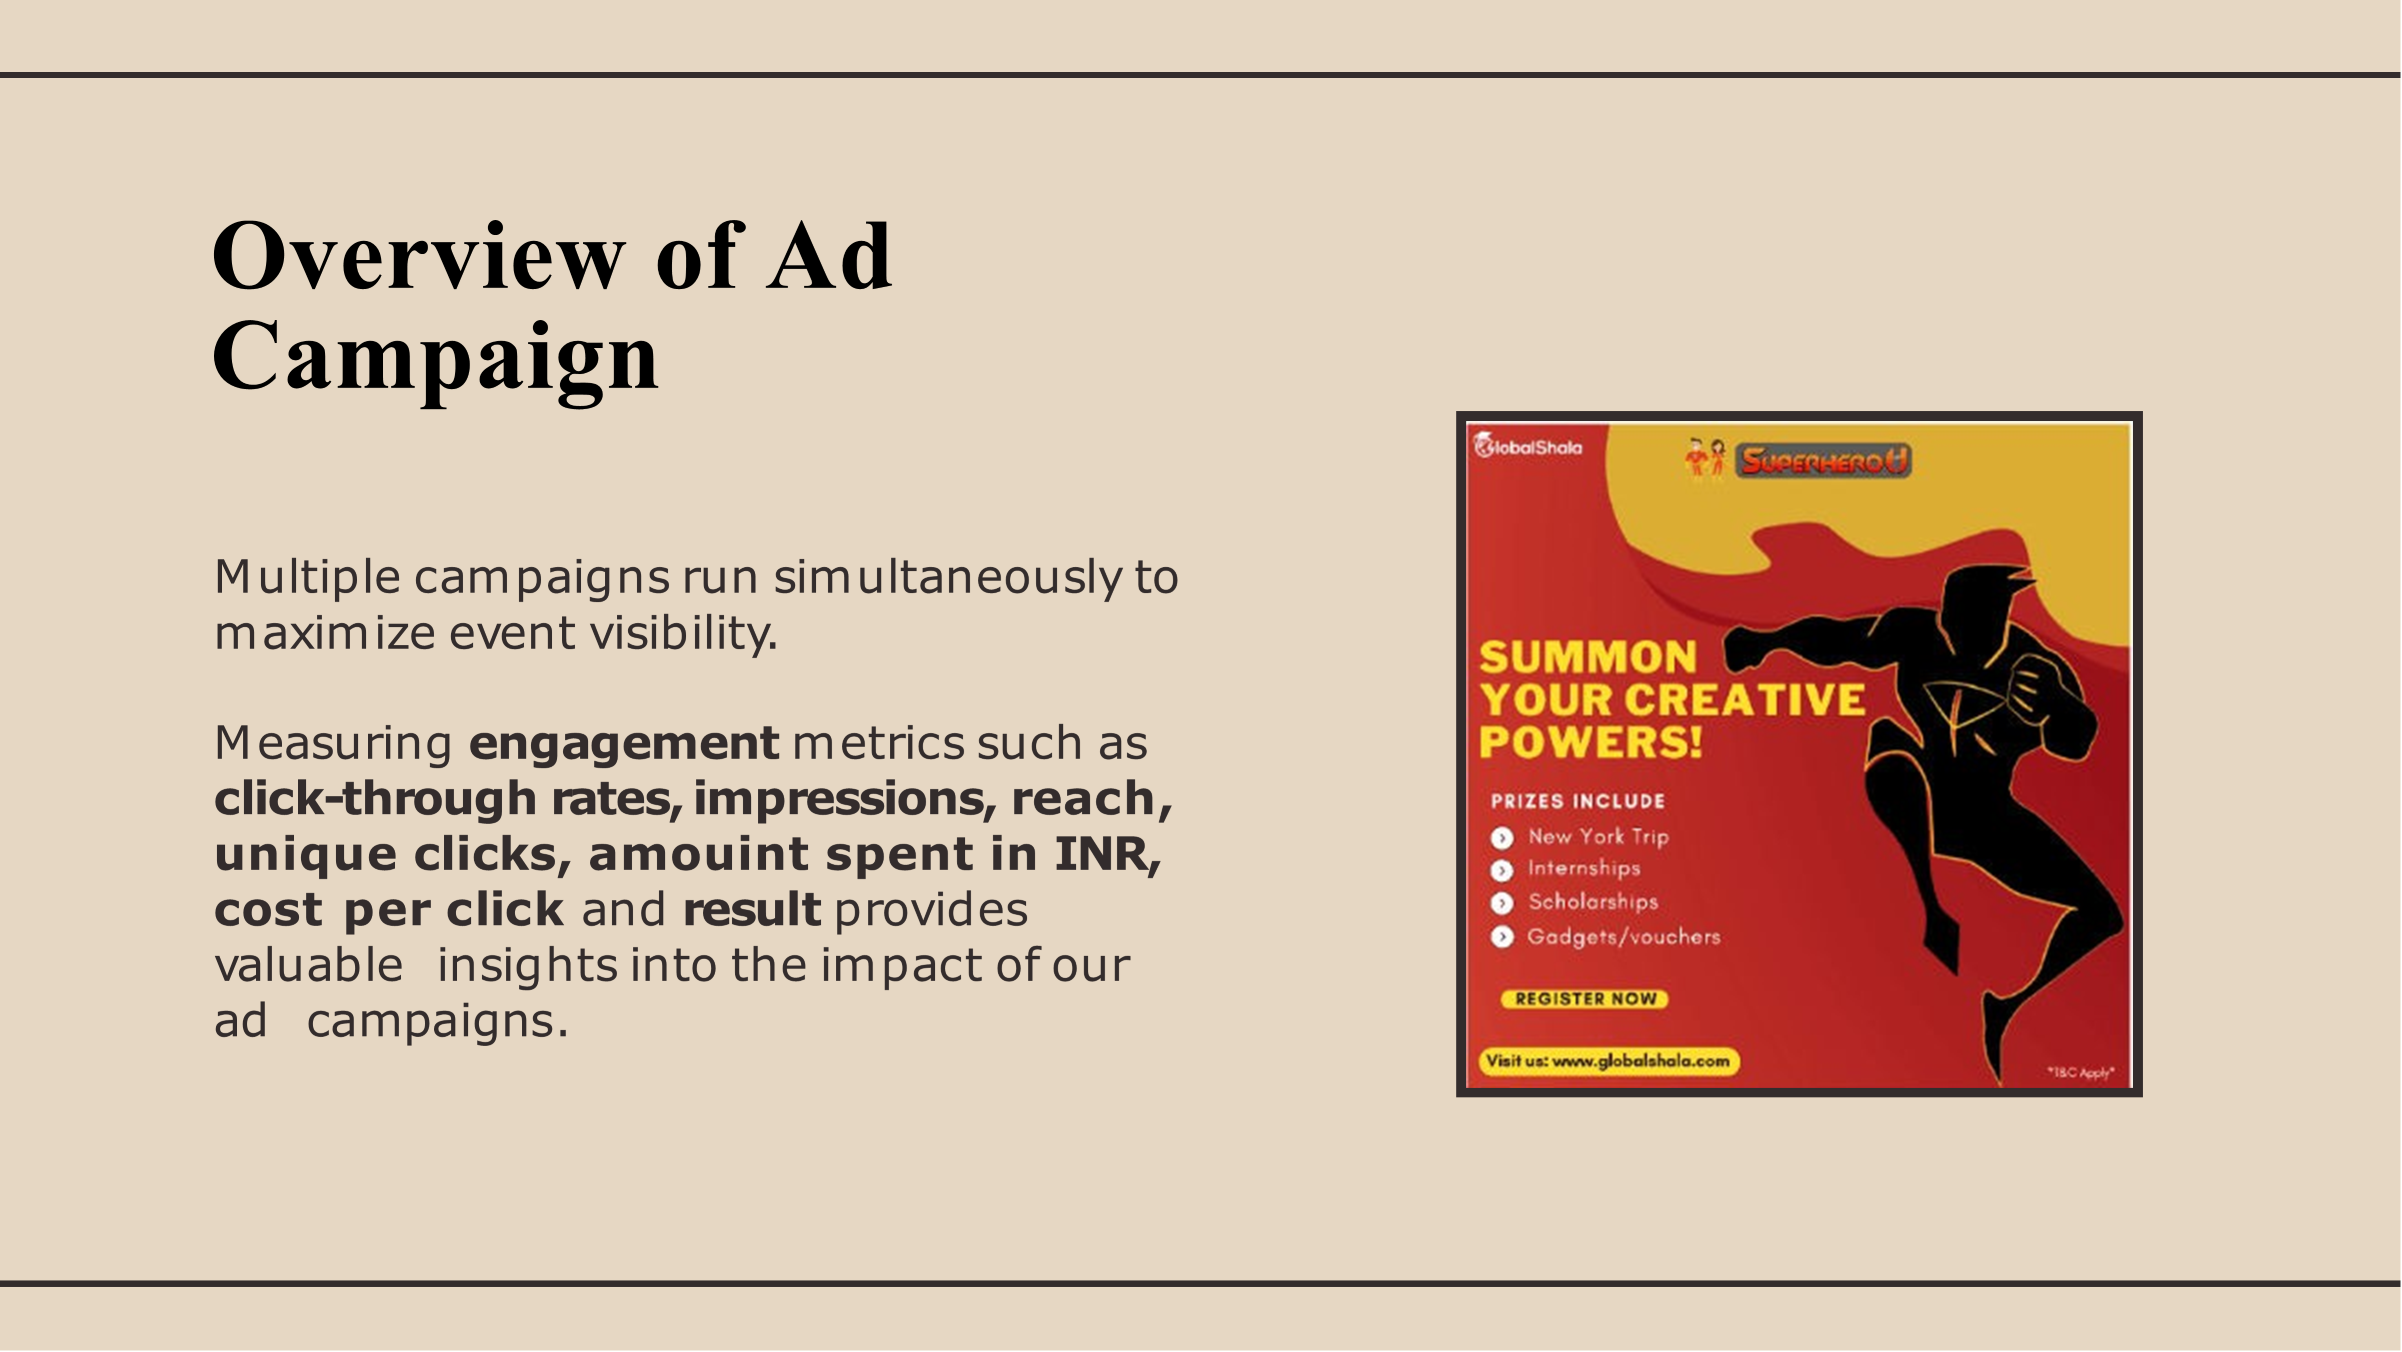 Overview of Ad
Campaign
Multiple campaigns run simultaneously to
maximize event visibility.
Measuring engagement metrics such as
click-through rates, impressions, reach,
unique clicks, amouint spent in INR,
cost per click and result provides
valuable insights into the impact of our
ad campaigns.
GlobalShala
SUPERHERO U
SUMMON
YOUR CREATIVE
POWERS!
PRIZES INCLUDE
New York Trip
Internships
Scholarships
Gadgets/vouchers
REGISTER NOW
Visit us: www.globalshala.com
*T&C Apply*